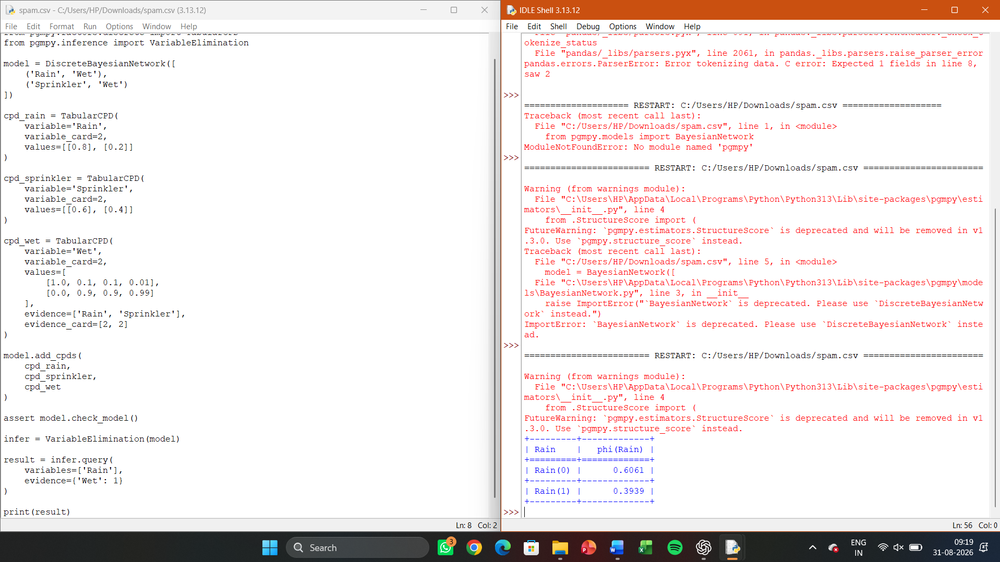 spam.csv - C:/Users/HP/Downloads/spam.csv (3.13.12)
File Edit Format Run Options Window Help
from pgmpy.factors.discrete import TabularCPD
from pgmpy.inference import VariableElimination
model = DiscreteBayesianNetwork([
    ('Rain', 'Wet'),
    ('Sprinkler', 'Wet')
])
cpd_rain = TabularCPD(
    variable='Rain',
    variable_card=2,
    values=[[0.8], [0.2]]
)
cpd_sprinkler = TabularCPD(
    variable='Sprinkler',
    variable_card=2,
    values=[[0.6], [0.4]]
)
cpd_wet = TabularCPD(
    variable='Wet',
    variable_card=2,
    values=[
        [1.0, 0.1, 0.1, 0.01],
        [0.0, 0.9, 0.9, 0.99]
    ],
    evidence=['Rain', 'Sprinkler'],
    evidence_card=[2, 2]
)
model.add_cpds(
    cpd_rain,
    cpd_sprinkler,
    cpd_wet
)
assert model.check_model()
infer = VariableElimination(model)
result = infer.query(
    variables=['Rain'],
    evidence={'Wet': 1}
)
print(result)
Ln: 8 Col: 2
IDLE Shell 3.13.12
File Edit Shell Debug Options Window Help
okenize_status
  File "pandas/_libs/parsers.pyx", line 2061, in pandas._libs.parsers.raise_parser_error
pandas.errors.ParserError: Error tokenizing data. C error: Expected 1 fields in line 8,
saw 2
>>>
==================== RESTART: C:/Users/HP/Downloads/spam.csv ===================
Traceback (most recent call last):
  File "C:/Users/HP/Downloads/spam.csv", line 1, in <module>
    from pgmpy.models import BayesianNetwork
ModuleNotFoundError: No module named 'pgmpy'
>>>
======================== RESTART: C:/Users/HP/Downloads/spam.csv =======================
Warning (from warnings module):
  File "C:\Users\HP\AppData\Local\Programs\Python\Python313\Lib\site-packages\pgmpy\esti
mators\__init__.py", line 4
    from .StructureScore import (
FutureWarning: `pgmpy.estimators.StructureScore` is deprecated and will be removed in v1
.3.0. Use `pgmpy.structure_score` instead.
Traceback (most recent call last):
  File "C:/Users/HP/Downloads/spam.csv", line 5, in <module>
    model = BayesianNetwork([
  File "C:\Users\HP\AppData\Local\Programs\Python\Python313\Lib\site-packages\pgmpy\mode
ls\BayesianNetwork.py", line 3, in __init__
    raise ImportError("`BayesianNetwork` is deprecated. Please use `DiscreteBayesianNetw
ork` instead.")
ImportError: `BayesianNetwork` is deprecated. Please use `DiscreteBayesianNetwork` inste
ad.
>>>
======================== RESTART: C:/Users/HP/Downloads/spam.csv =======================
Warning (from warnings module):
  File "C:\Users\HP\AppData\Local\Programs\Python\Python313\Lib\site-packages\pgmpy\esti
mators\__init__.py", line 4
    from .StructureScore import (
FutureWarning: `pgmpy.estimators.StructureScore` is deprecated and will be removed in v1
.3.0. Use `pgmpy.structure_score` instead.
+---------+-------------+
| Rain    |   phi(Rain) |
+=========+=============+
| Rain(0) |      0.6061 |
+---------+-------------+
| Rain(1) |      0.3939 |
+---------+-------------+
>>>
Ln: 56 Col: 0
Search
3
ENG
IN
09:19
31-08-2026